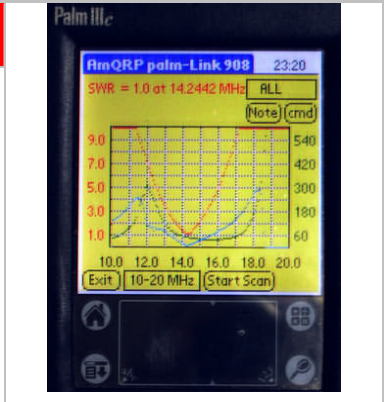 Palm IIIc
AmQRP palm-Link 908 23:20
SWR = 1.0 at 14.2442 MHz ALL
Note cmd
9.0 540
7.0 420
5.0 300
3.0 180
1.0 60
10.0 12.0 14.0 16.0 18.0 20.0
Exit 10-20 MHz Start Scan